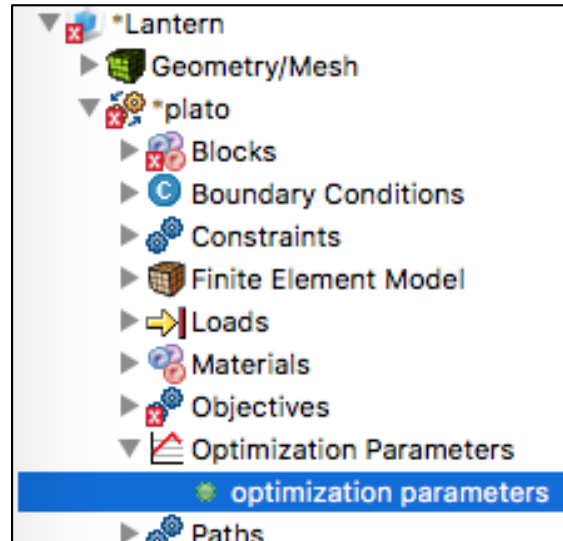 *Lantern
Geometry/Mesh
*plato
Blocks
C Boundary Conditions
Constraints
Finite Element Model
Loads
Materials
Objectives
Optimization Parameters
optimization parameters
Paths